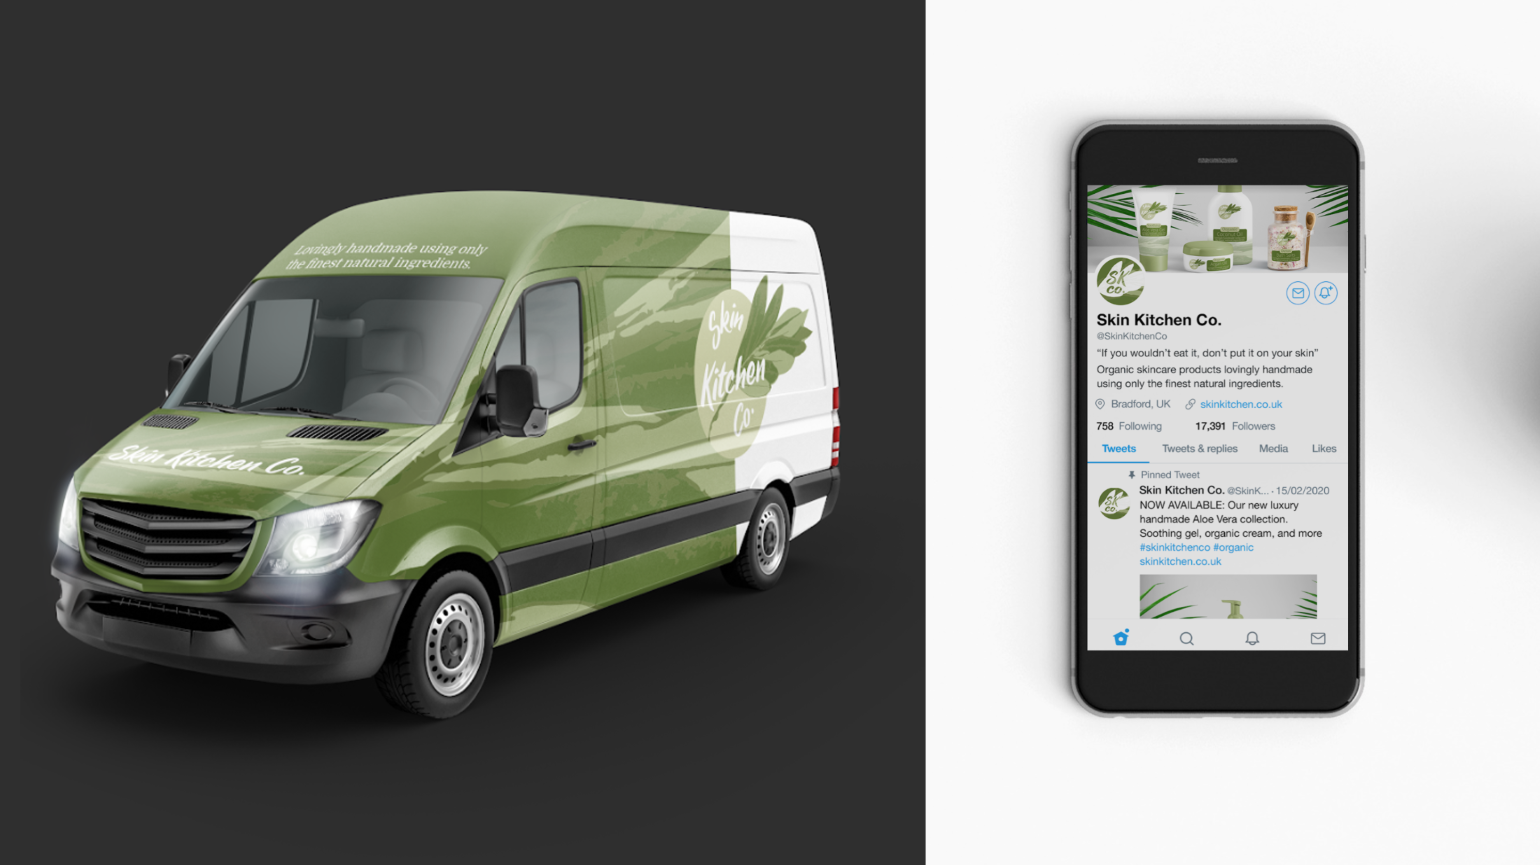 Lovingly handmade using only
the finest natural ingredients.
Skin Kitchen Co.
Skin
Kitchen
Co.
SK
CO.
Skin Kitchen Co.
@SkinKitchenCo
“If you wouldn’t eat it, don’t put it on your skin”
Organic skincare products lovingly handmade
using only the finest natural ingredients.
Bradford, UK skinkitchen.co.uk
758 Following 17,391 Followers
Tweets Tweets & replies Media Likes
Pinned Tweet
Skin Kitchen Co. @SkinK... · 15/02/2020
SK
CO.
NOW AVAILABLE: Our new luxury
handmade Aloe Vera collection.
Soothing gel, organic cream, and more
#skinkitchenco #organic
skinkitchen.co.uk